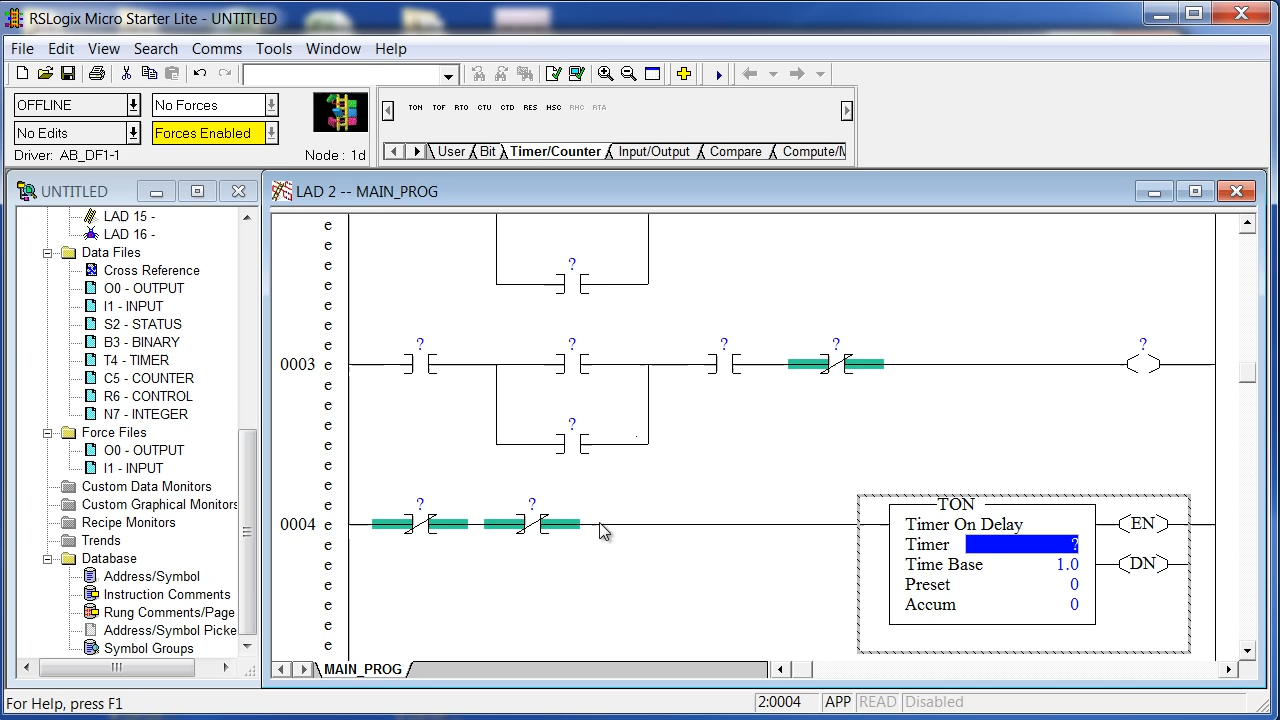 RSLogix Micro Starter Lite - UNTITLED
File Edit View Search Comms Tools Window Help
OFFLINE No Forces
TON TOF RTO CTU CTD RES HSC RHC RTA
No Edits Forces Enabled
Driver: AB_DF1-1 Node : 1d
User Bit Timer/Counter Input/Output Compare Compute/M
UNTITLED
LAD 15 -
LAD 16 -
Data Files
Cross Reference
O0 - OUTPUT
I1 - INPUT
S2 - STATUS
B3 - BINARY
T4 - TIMER
C5 - COUNTER
R6 - CONTROL
N7 - INTEGER
Force Files
O0 - OUTPUT
I1 - INPUT
Custom Data Monitors
Custom Graphical Monitors
Recipe Monitors
Trends
Database
Address/Symbol
Instruction Comments
Rung Comments/Page
Address/Symbol Picke
Symbol Groups
LAD 2 -- MAIN_PROG
e
e
e ?
e
e
e
e ? ? ? ? ?
0003 e
e
e
e ?
e
e
e
e ? ? TON
0004 e Timer On Delay EN
e Timer ?
e Time Base 1.0 DN
e Preset 0
e Accum 0
e
e
MAIN_PROG
For Help, press F1
2:0004 APP READ Disabled